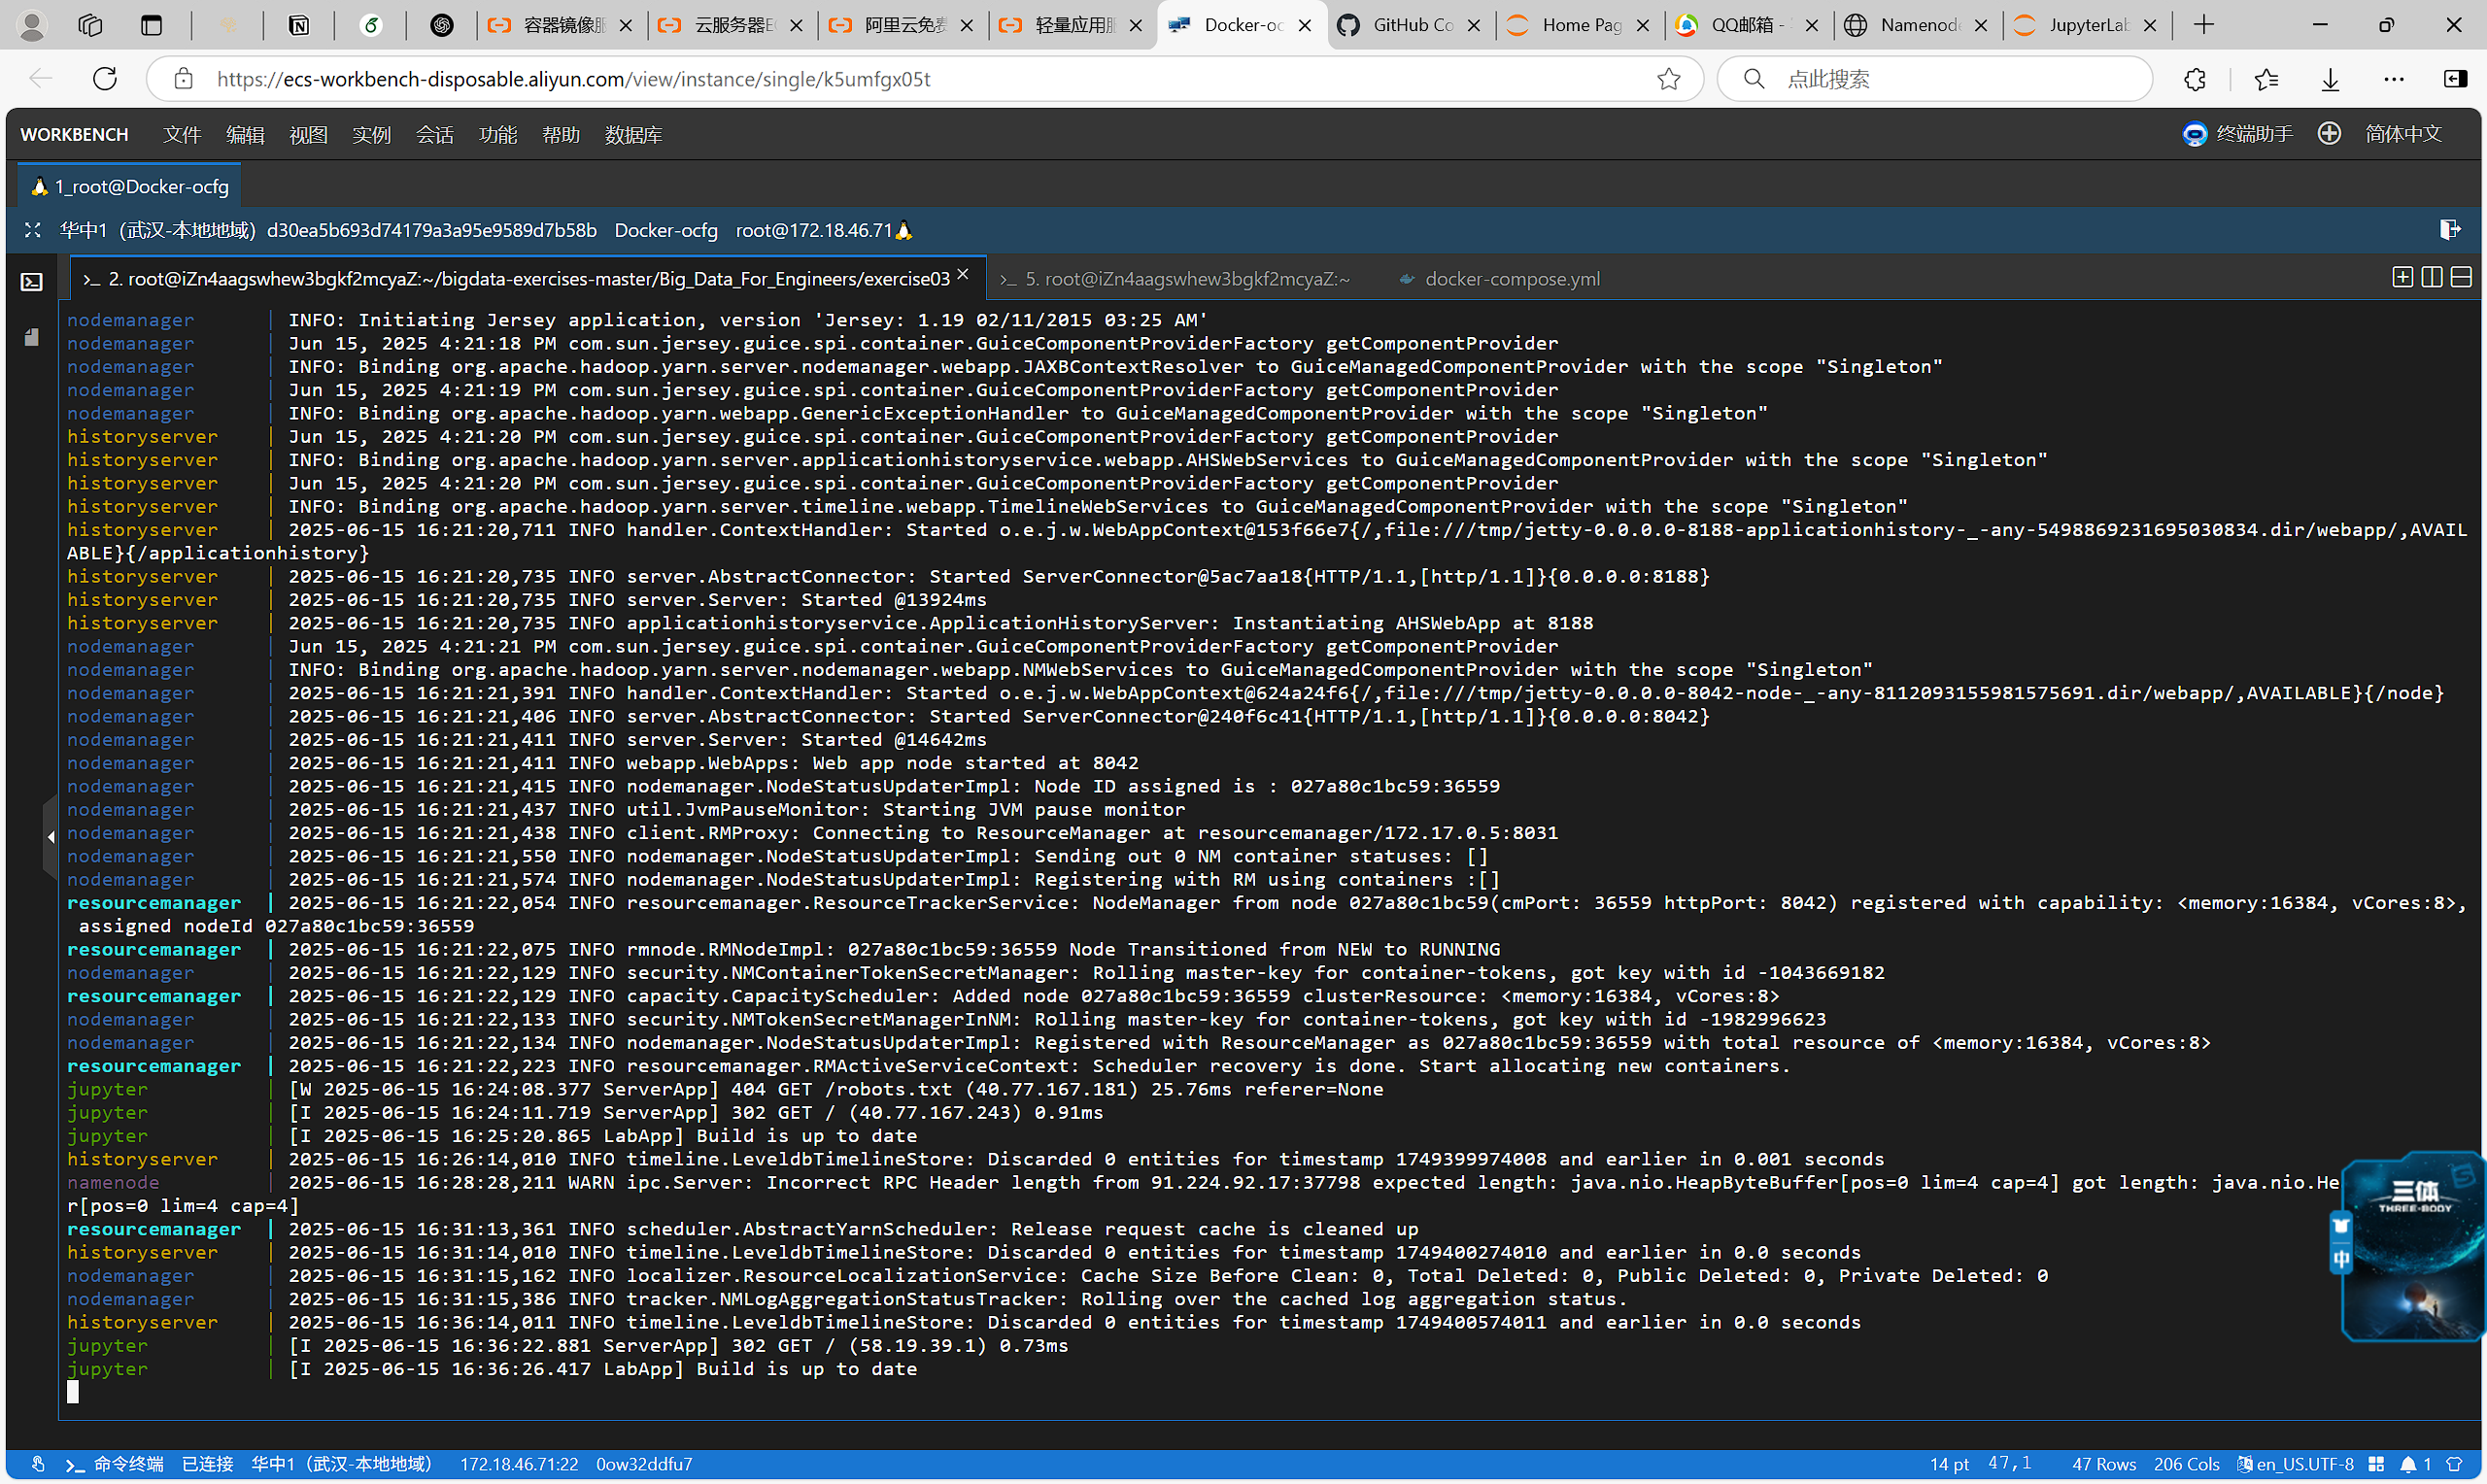 容器镜像服
云服务器EC
阿里云免费
轻量应用服
Docker-oc
GitHub Co
Home Pag
QQ邮箱 -
Namenod
JupyterLab
https://ecs-workbench-disposable.aliyun.com/view/instance/single/k5umfgx05t
点此搜索
WORKBENCH 文件 编辑 视图 实例 会话 功能 帮助 数据库 终端助手 简体中文
1_root@Docker-ocfg
华中1（武汉-本地地域） d30ea5b693d74179a3a95e9589d7b58b Docker-ocfg root@172.18.46.71
>_ 2. root@iZn4aagswhew3bgkf2mcyaZ:~/bigdata-exercises-master/Big_Data_For_Engineers/exercise03 >_ 5. root@iZn4aagswhew3bgkf2mcyaZ:~ docker-compose.yml
nodemanager | INFO: Initiating Jersey application, version 'Jersey: 1.19 02/11/2015 03:25 AM'
nodemanager | Jun 15, 2025 4:21:18 PM com.sun.jersey.guice.spi.container.GuiceComponentProviderFactory getComponentProvider
nodemanager | INFO: Binding org.apache.hadoop.yarn.server.nodemanager.webapp.JAXBContextResolver to GuiceManagedComponentProvider with the scope "Singleton"
nodemanager | Jun 15, 2025 4:21:19 PM com.sun.jersey.guice.spi.container.GuiceComponentProviderFactory getComponentProvider
nodemanager | INFO: Binding org.apache.hadoop.yarn.webapp.GenericExceptionHandler to GuiceManagedComponentProvider with the scope "Singleton"
historyserver | Jun 15, 2025 4:21:20 PM com.sun.jersey.guice.spi.container.GuiceComponentProviderFactory getComponentProvider
historyserver | INFO: Binding org.apache.hadoop.yarn.server.applicationhistoryservice.webapp.AHSWebServices to GuiceManagedComponentProvider with the scope "Singleton"
historyserver | Jun 15, 2025 4:21:20 PM com.sun.jersey.guice.spi.container.GuiceComponentProviderFactory getComponentProvider
historyserver | INFO: Binding org.apache.hadoop.yarn.server.timeline.webapp.TimelineWebServices to GuiceManagedComponentProvider with the scope "Singleton"
historyserver | 2025-06-15 16:21:20,711 INFO handler.ContextHandler: Started o.e.j.w.WebAppContext@153f66e7{/,file:///tmp/jetty-0.0.0.0-8188-applicationhistory-_-any-5498869231695030834.dir/webapp/,AVAIL
ABLE}{/applicationhistory}
historyserver | 2025-06-15 16:21:20,735 INFO server.AbstractConnector: Started ServerConnector@5ac7aa18{HTTP/1.1,[http/1.1]}{0.0.0.0:8188}
historyserver | 2025-06-15 16:21:20,735 INFO server.Server: Started @13924ms
historyserver | 2025-06-15 16:21:20,735 INFO applicationhistoryservice.ApplicationHistoryServer: Instantiating AHSWebApp at 8188
nodemanager | Jun 15, 2025 4:21:21 PM com.sun.jersey.guice.spi.container.GuiceComponentProviderFactory getComponentProvider
nodemanager | INFO: Binding org.apache.hadoop.yarn.server.nodemanager.webapp.NMWebServices to GuiceManagedComponentProvider with the scope "Singleton"
nodemanager | 2025-06-15 16:21:21,391 INFO handler.ContextHandler: Started o.e.j.w.WebAppContext@624a24f6{/,file:///tmp/jetty-0.0.0.0-8042-node-_-any-8112093155981575691.dir/webapp/,AVAILABLE}{/node}
nodemanager | 2025-06-15 16:21:21,406 INFO server.AbstractConnector: Started ServerConnector@240f6c41{HTTP/1.1,[http/1.1]}{0.0.0.0:8042}
nodemanager | 2025-06-15 16:21:21,411 INFO server.Server: Started @14642ms
nodemanager | 2025-06-15 16:21:21,411 INFO webapp.WebApps: Web app node started at 8042
nodemanager | 2025-06-15 16:21:21,415 INFO nodemanager.NodeStatusUpdaterImpl: Node ID assigned is : 027a80c1bc59:36559
nodemanager | 2025-06-15 16:21:21,437 INFO util.JvmPauseMonitor: Starting JVM pause monitor
nodemanager | 2025-06-15 16:21:21,438 INFO client.RMProxy: Connecting to ResourceManager at resourcemanager/172.17.0.5:8031
nodemanager | 2025-06-15 16:21:21,550 INFO nodemanager.NodeStatusUpdaterImpl: Sending out 0 NM container statuses: []
nodemanager | 2025-06-15 16:21:21,574 INFO nodemanager.NodeStatusUpdaterImpl: Registering with RM using containers :[]
resourcemanager | 2025-06-15 16:21:22,054 INFO resourcemanager.ResourceTrackerService: NodeManager from node 027a80c1bc59(cmPort: 36559 httpPort: 8042) registered with capability: <memory:16384, vCores:8>,
assigned nodeId 027a80c1bc59:36559
resourcemanager | 2025-06-15 16:21:22,075 INFO rmnode.RMNodeImpl: 027a80c1bc59:36559 Node Transitioned from NEW to RUNNING
nodemanager | 2025-06-15 16:21:22,129 INFO security.NMContainerTokenSecretManager: Rolling master-key for container-tokens, got key with id -1043669182
resourcemanager | 2025-06-15 16:21:22,129 INFO capacity.CapacityScheduler: Added node 027a80c1bc59:36559 clusterResource: <memory:16384, vCores:8>
nodemanager | 2025-06-15 16:21:22,133 INFO security.NMTokenSecretManagerInNM: Rolling master-key for container-tokens, got key with id -1982996623
nodemanager | 2025-06-15 16:21:22,134 INFO nodemanager.NodeStatusUpdaterImpl: Registered with ResourceManager as 027a80c1bc59:36559 with total resource of <memory:16384, vCores:8>
resourcemanager | 2025-06-15 16:21:22,223 INFO resourcemanager.RMActiveServiceContext: Scheduler recovery is done. Start allocating new containers.
jupyter | [W 2025-06-15 16:24:08.377 ServerApp] 404 GET /robots.txt (40.77.167.181) 25.76ms referer=None
jupyter | [I 2025-06-15 16:24:11.719 ServerApp] 302 GET / (40.77.167.243) 0.91ms
jupyter | [I 2025-06-15 16:25:20.865 LabApp] Build is up to date
historyserver | 2025-06-15 16:26:14,010 INFO timeline.LeveldbTimelineStore: Discarded 0 entities for timestamp 1749399974008 and earlier in 0.001 seconds
namenode | 2025-06-15 16:28:28,211 WARN ipc.Server: Incorrect RPC Header length from 91.224.92.17:37798 expected length: java.nio.HeapByteBuffer[pos=0 lim=4 cap=4] got length: java.nio.He
r[pos=0 lim=4 cap=4]
resourcemanager | 2025-06-15 16:31:13,361 INFO scheduler.AbstractYarnScheduler: Release request cache is cleaned up
historyserver | 2025-06-15 16:31:14,010 INFO timeline.LeveldbTimelineStore: Discarded 0 entities for timestamp 1749400274010 and earlier in 0.0 seconds
nodemanager | 2025-06-15 16:31:15,162 INFO localizer.ResourceLocalizationService: Cache Size Before Clean: 0, Total Deleted: 0, Public Deleted: 0, Private Deleted: 0
nodemanager | 2025-06-15 16:31:15,386 INFO tracker.NMLogAggregationStatusTracker: Rolling over the cached log aggregation status.
historyserver | 2025-06-15 16:36:14,011 INFO timeline.LeveldbTimelineStore: Discarded 0 entities for timestamp 1749400574011 and earlier in 0.0 seconds
jupyter | [I 2025-06-15 16:36:22.881 ServerApp] 302 GET / (58.19.39.1) 0.73ms
jupyter | [I 2025-06-15 16:36:26.417 LabApp] Build is up to date
三体
THREE-BODY
中
命令终端 已连接 华中1（武汉-本地地域） 172.18.46.71:22 0ow32ddfu7 14 pt 47,1 47 Rows 206 Cols en_US.UTF-8 1